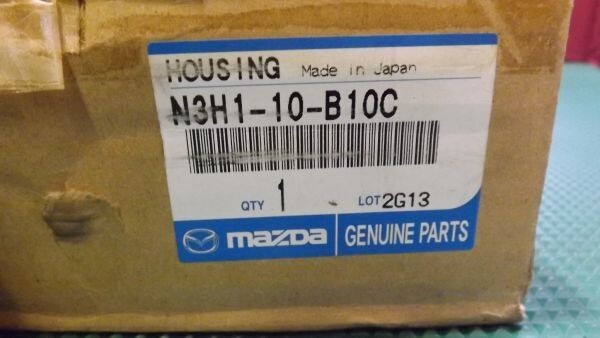 HOUSING Made in Japan
N3H1-10-B10C
QTY 1 LOT 2G13
mazda GENUINE PARTS